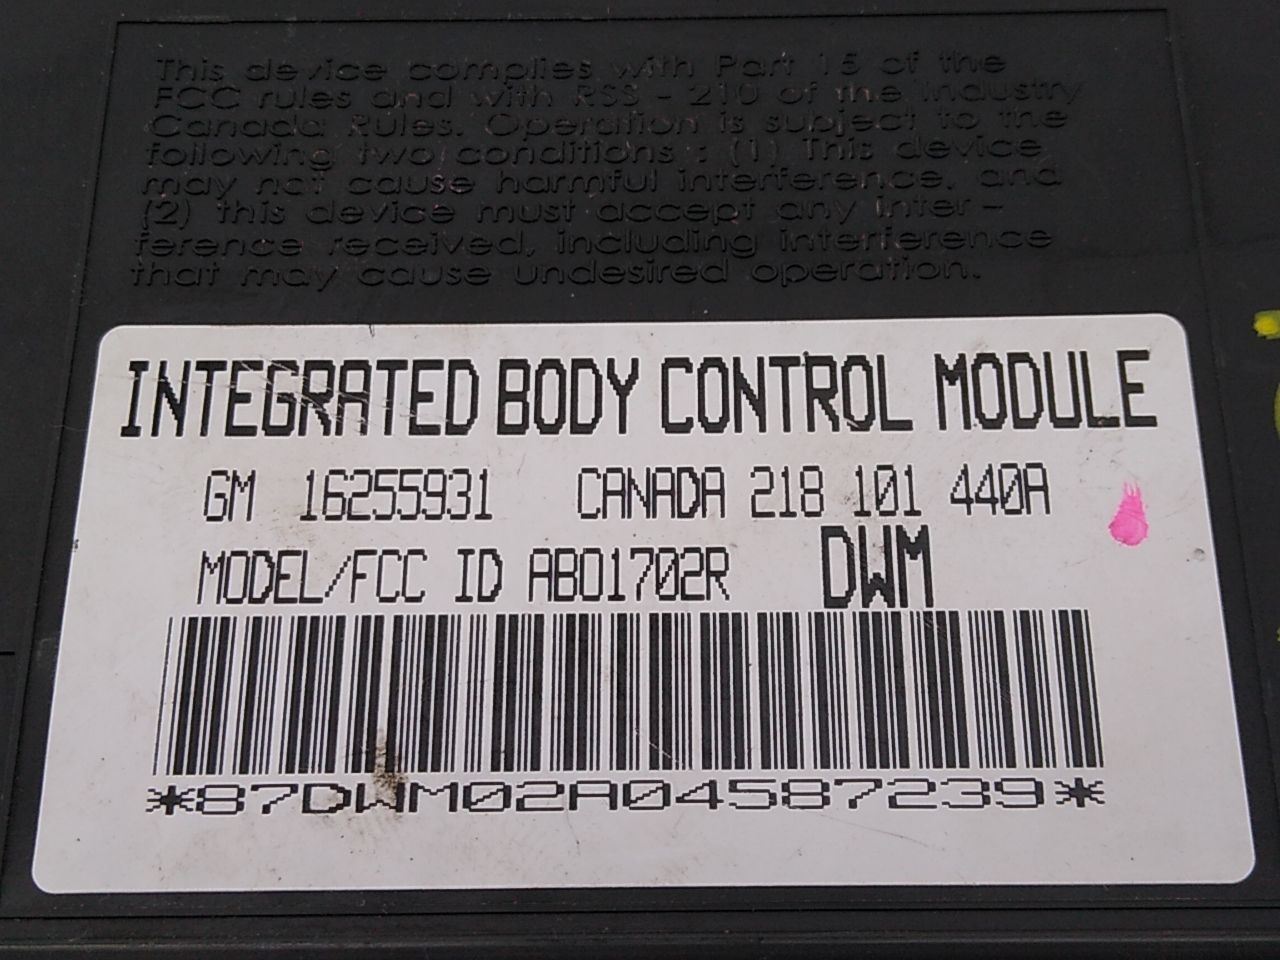 This device complies with Part 15 of the
FCC rules and with RSS - 210 of the Industry
Canada Rules. Operation is subject to the
following two conditions : (1) This device
may not cause harmful interference, and
(2) this device must accept any inter -
ference received, including interference
that may cause undesired operation.
INTEGRATED BODY CONTROL MODULE
GM 16255931 CANADA 218 101 440A
MODEL/FCC ID ABO1702R DWM
*87DWM02A04587239*